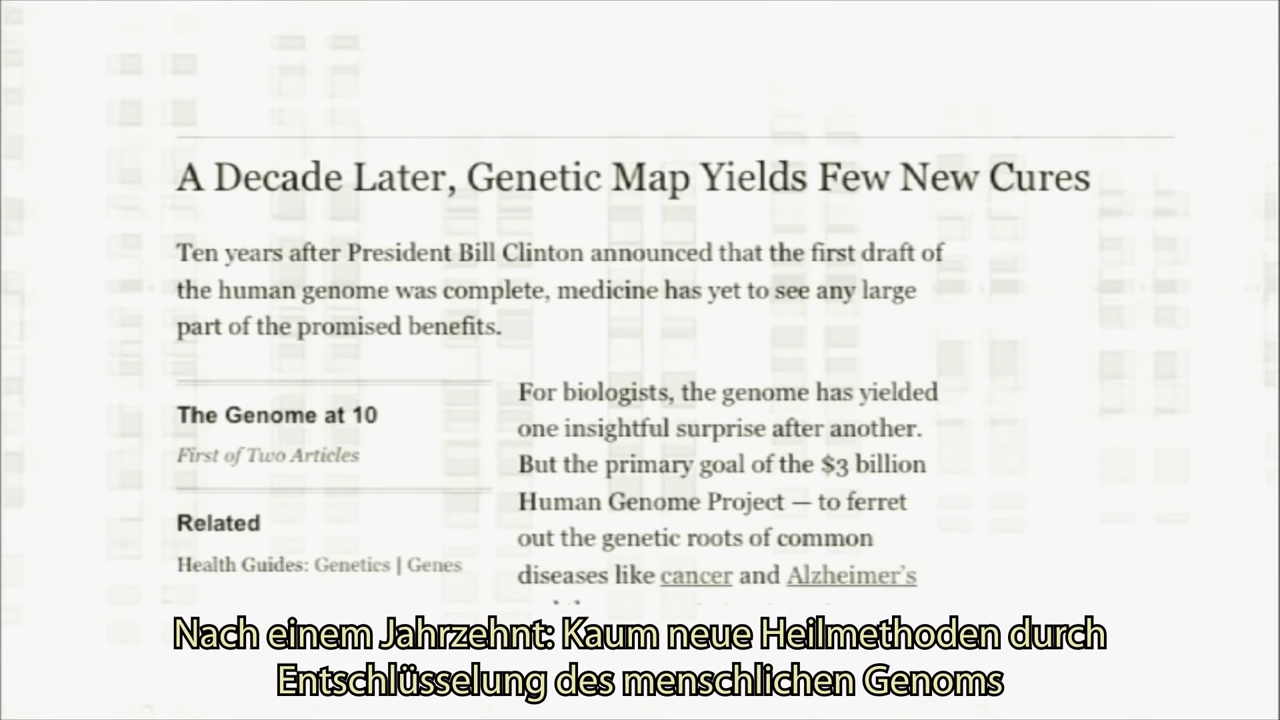 A Decade Later, Genetic Map Yields Few New Cures
Ten years after President Bill Clinton announced that the first draft of
the human genome was complete, medicine has yet to see any large
part of the promised benefits.
The Genome at 10
First of Two Articles
Related
Health Guides: Genetics | Genes
For biologists, the genome has yielded
one insightful surprise after another.
But the primary goal of the $3 billion
Human Genome Project — to ferret
out the genetic roots of common
diseases like cancer and Alzheimer's
Nach einem Jahrzehnt: Kaum neue Heilmethoden durch
Entschlüsselung des menschlichen Genoms